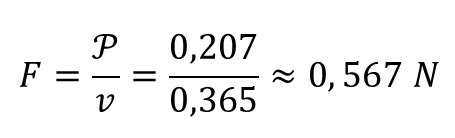 F = 𝒫/v = 0,207/0,365 ≈ 0, 567 N